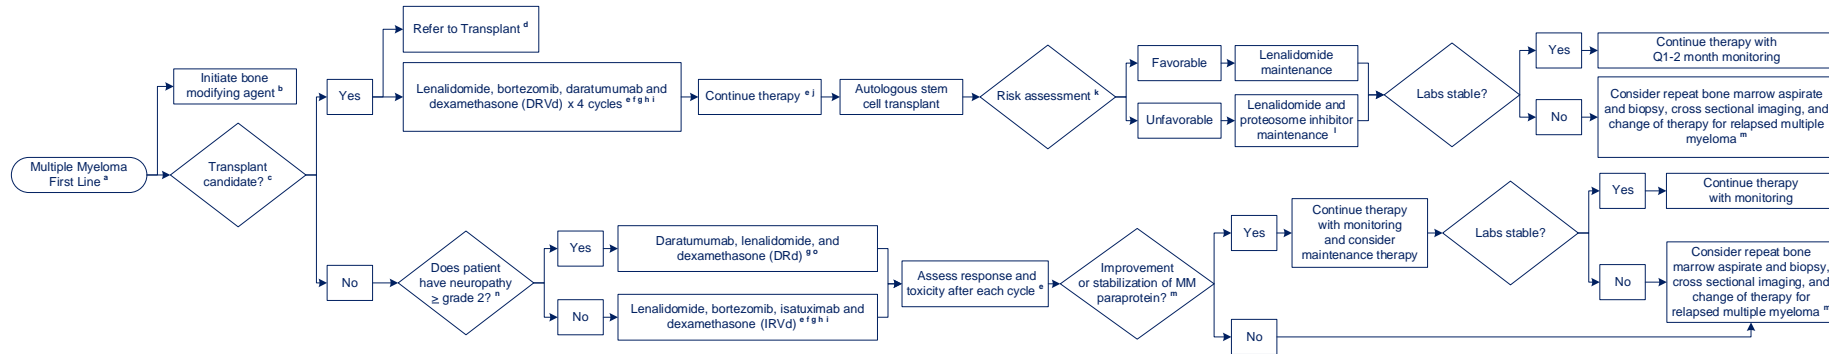 Multiple Myeloma
First Line a
Initiate bone
modifying agent b
Transplant
candidate? c
Yes
Refer to Transplant d
Lenalidomide, bortezomib, daratumumab and
dexamethasone (DRVd) x 4 cycles e f g h i
Continue therapy e j
Autologous stem
cell transplant
Risk assessment k
Favorable
Lenalidomide
maintenance
Unfavorable
Lenalidomide and
proteosome inhibitor
maintenance l
Labs stable?
Yes
Continue therapy with
Q1-2 month monitoring
No
Consider repeat bone marrow aspirate
and biopsy, cross sectional imaging, and
change of therapy for relapsed multiple
myeloma m
No
Does patient
have neuropathy
≥ grade 2? n
Yes
Daratumumab, lenalidomide, and
dexamethasone (DRd) g o
No
Lenalidomide, bortezomib, isatuximab and
dexamethasone (IRVd) e f g h i
Assess response and
toxicity after each cycle e
Improvement
or stabilization of MM
paraprotein? m
Yes
Continue therapy
with monitoring
and consider
maintenance therapy
Labs stable?
Yes
Continue therapy
with monitoring
No
Consider repeat bone
marrow aspirate and biopsy,
cross sectional imaging, and
change of therapy for
relapsed multiple myeloma m
No